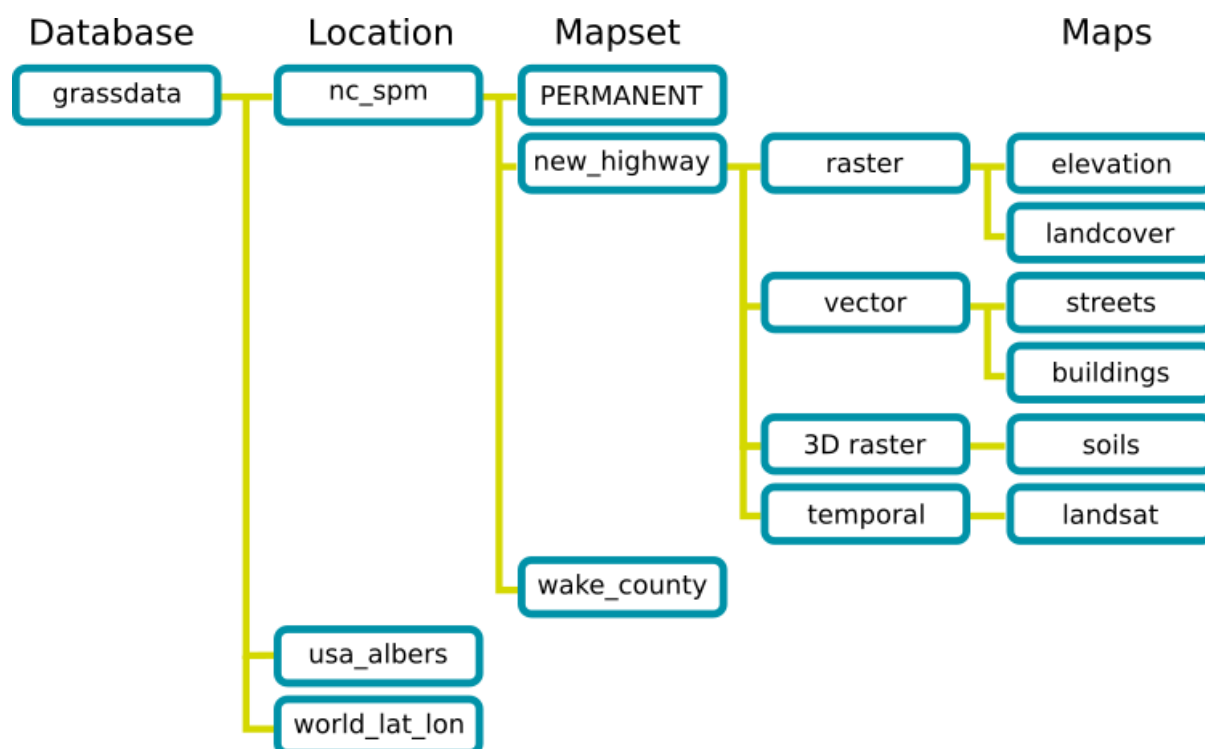 Database Location Mapset Maps
grassdata nc_spm PERMANENT
new_highway raster elevation
landcover
vector streets
buildings
3D raster soils
temporal landsat
wake_county
usa_albers
world_lat_lon